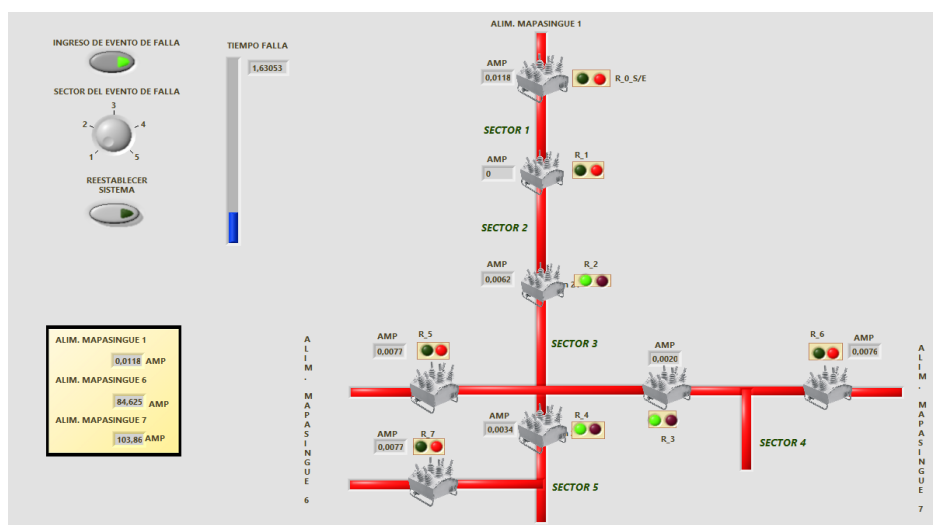 INGRESO DE EVENTO DE FALLA
SECTOR DEL EVENTO DE FALLA
3
2
4
1
5
REESTABLECER
SISTEMA
TIEMPO FALLA
1,63053
ALIM. MAPASINGUE 1
AMP
0,0118
R_0_S/E
SECTOR 1
AMP
0
R_1
SECTOR 2
AMP
0,0062
R_2
SECTOR 3
AMP
0,0077
R_5
AMP
0,0020
R_3
R_6
AMP
0,0076
AMP
0,0034
R_4
SECTOR 4
AMP
0,0077
R_7
SECTOR 5
ALIM. MAPASINGUE 6
ALIM. MAPASINGUE 7
ALIM. MAPASINGUE 1
0,0118 AMP
ALIM. MAPASINGUE 6
84,625 AMP
ALIM. MAPASINGUE 7
103,86 AMP